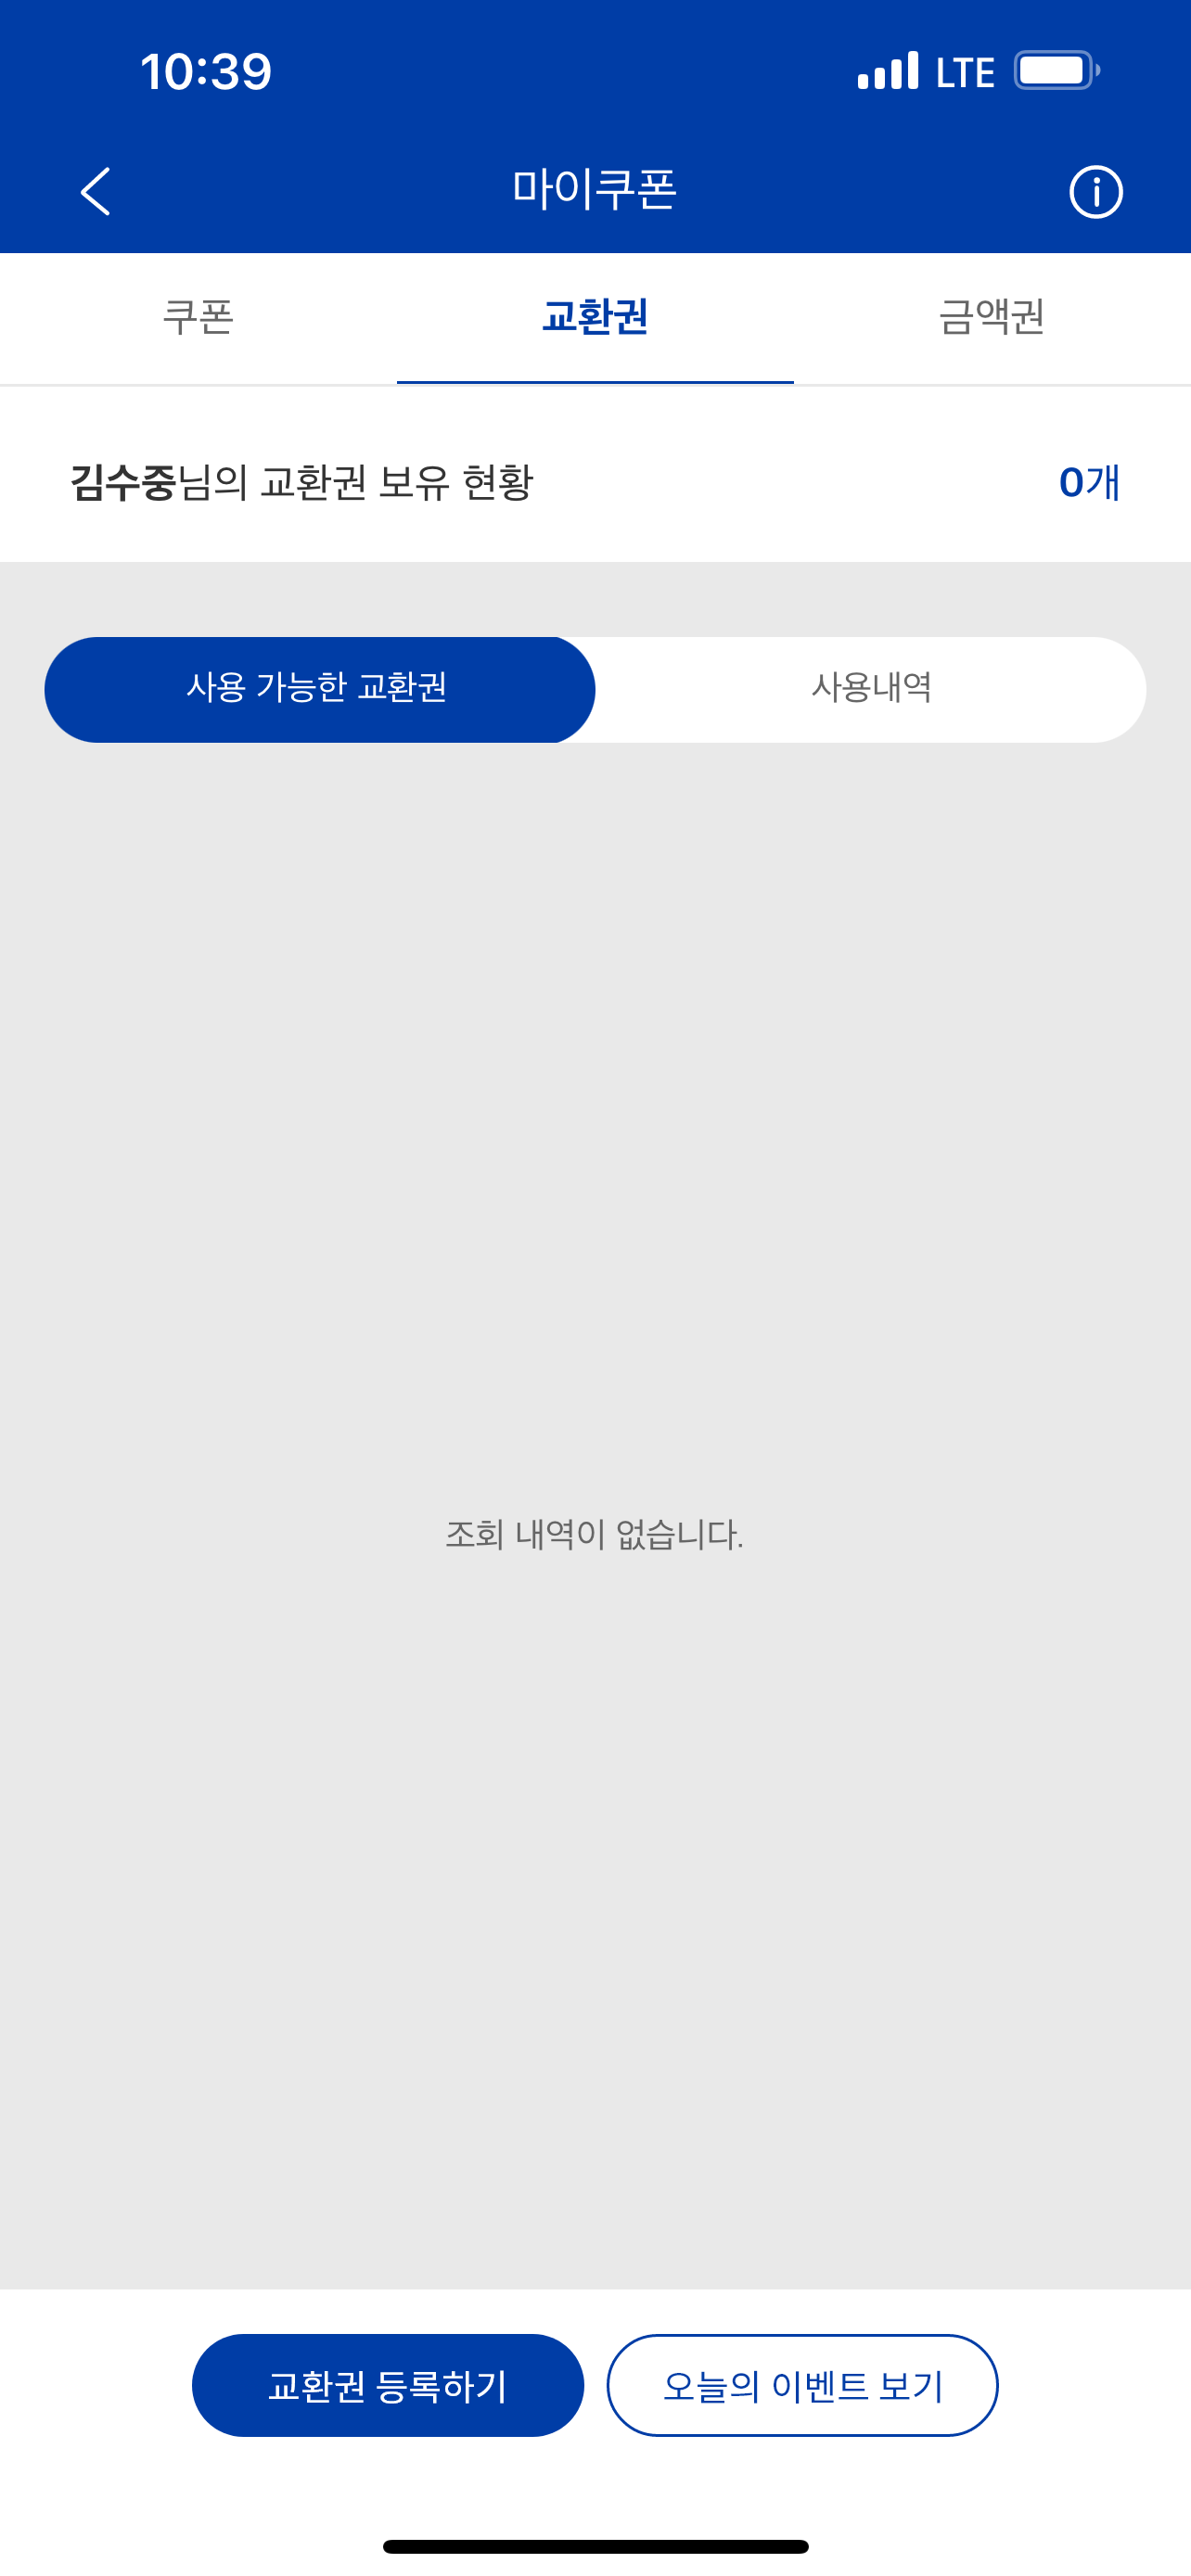 10:39
LTE
마이쿠폰
쿠폰
교환권
금액권
김수중님의 교환권 보유 현황
0개
사용 가능한 교환권
사용내역
조회 내역이 없습니다.
교환권 등록하기
오늘의 이벤트 보기